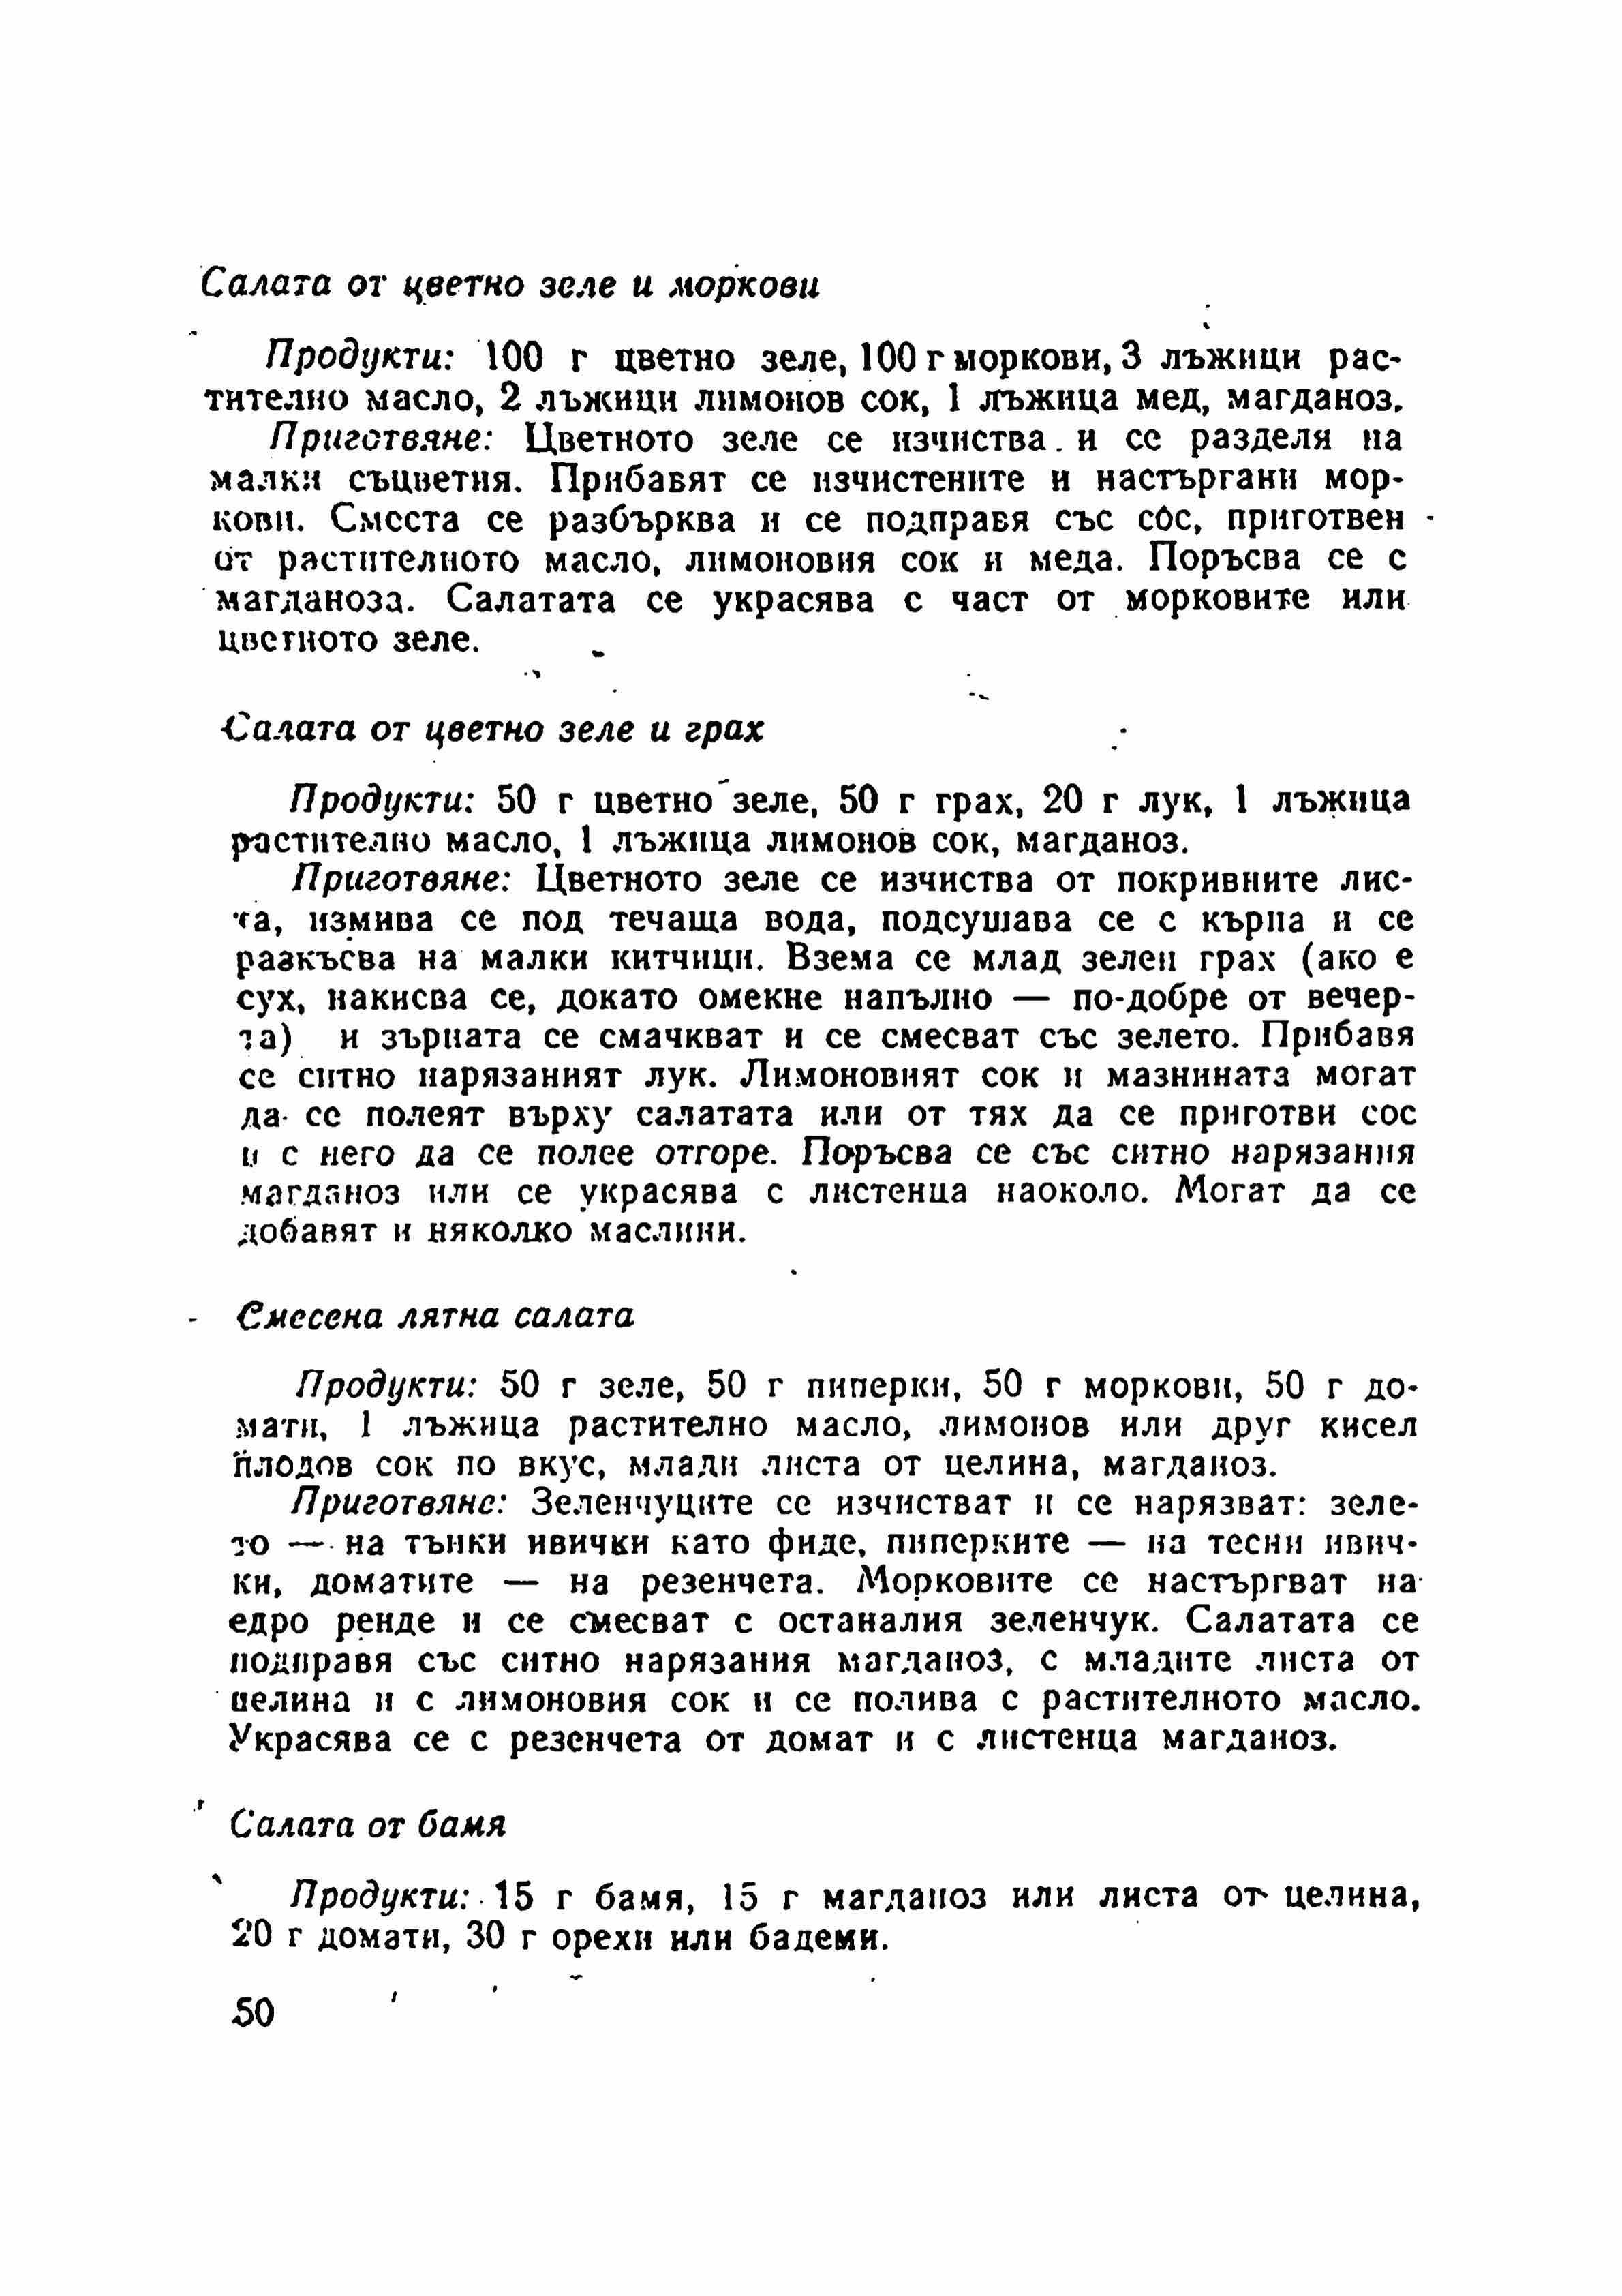 Салата от цветно зеле и моркови
Продукти: 100 г цветно зеле, 100 г моркови, 3 лъжици рас-
тително масло, 2 лъжици лимонов сок, 1 лъжица мед, магданоз.
Приготвяне: Цветното зеле се изчиства и се разделя на
малки съцветия. Прибавят се изчистените и настъргани мор-
кови. Сместа се разбърква и се подправя със сос, приготвен
от растителното масло, лимоновия сок и меда. Поръсва се с
магданоза. Салатата се украсява с част от морковите или
цветното зеле.
Салата от цветно зеле и грах
Продукти: 50 г цветно зеле, 50 г грах, 20 г лук, 1 лъжица
растително масло, 1 лъжица лимонов сок, магданоз.
Приготвяне: Цветното зеле се изчиства от покривните лис-
та, измива се под течаща вода, подсушава се с кърпа и се
разкъсва на малки китчици. Взема се млад зелен грах (ако е
сух, накисва се, докато омекне напълно — по-добре от вечер-
та) и зърната се смачкват и се смесват със зелето. Прибавя
се ситно нарязаният лук. Лимоновият сок и мазнината могат
да се полеят върху салатата или от тях да се приготви сос
и с него да се полее отгоре. Поръсва се със ситно нарязания
магданоз или се украсява с листенца наоколо. Могат да се
добавят и няколко маслини.
Смесена лятна салата
Продукти: 50 г зеле, 50 г пиперки, 50 г моркови, 50 г до-
мати, 1 лъжица растително масло, лимонов или друг кисел
плодов сок по вкус, млади листа от целина, магданоз.
Приготвяне: Зеленчуците се изчистват и се нарязват: зеле-
то — на тънки ивички като фиде, пиперките — на тесни ивич-
ки, доматите — на резенчета. Морковите се настъргват на
едро ренде и се смесват с останалия зеленчук. Салатата се
подправя със ситно нарязания магданоз, с младите листа от
целина и с лимоновия сок и се полива с растителното масло.
Украсява се с резенчета от домат и с листенца магданоз.
Салата от бамя
Продукти: 15 г бамя, 15 г магданоз или листа от целина,
20 г домати, 30 г орехи или бадеми.
50